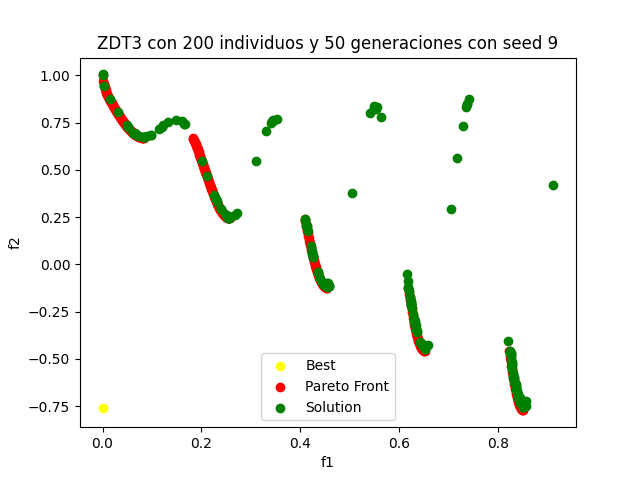 ZDT3 con 200 individuos y 50 generaciones con seed 9
1.00
0.75
0.50
0.25
0.00
−0.25
−0.50
−0.75
f2
Best
Pareto Front
Solution
0.0 0.2 0.4 0.6 0.8
f1